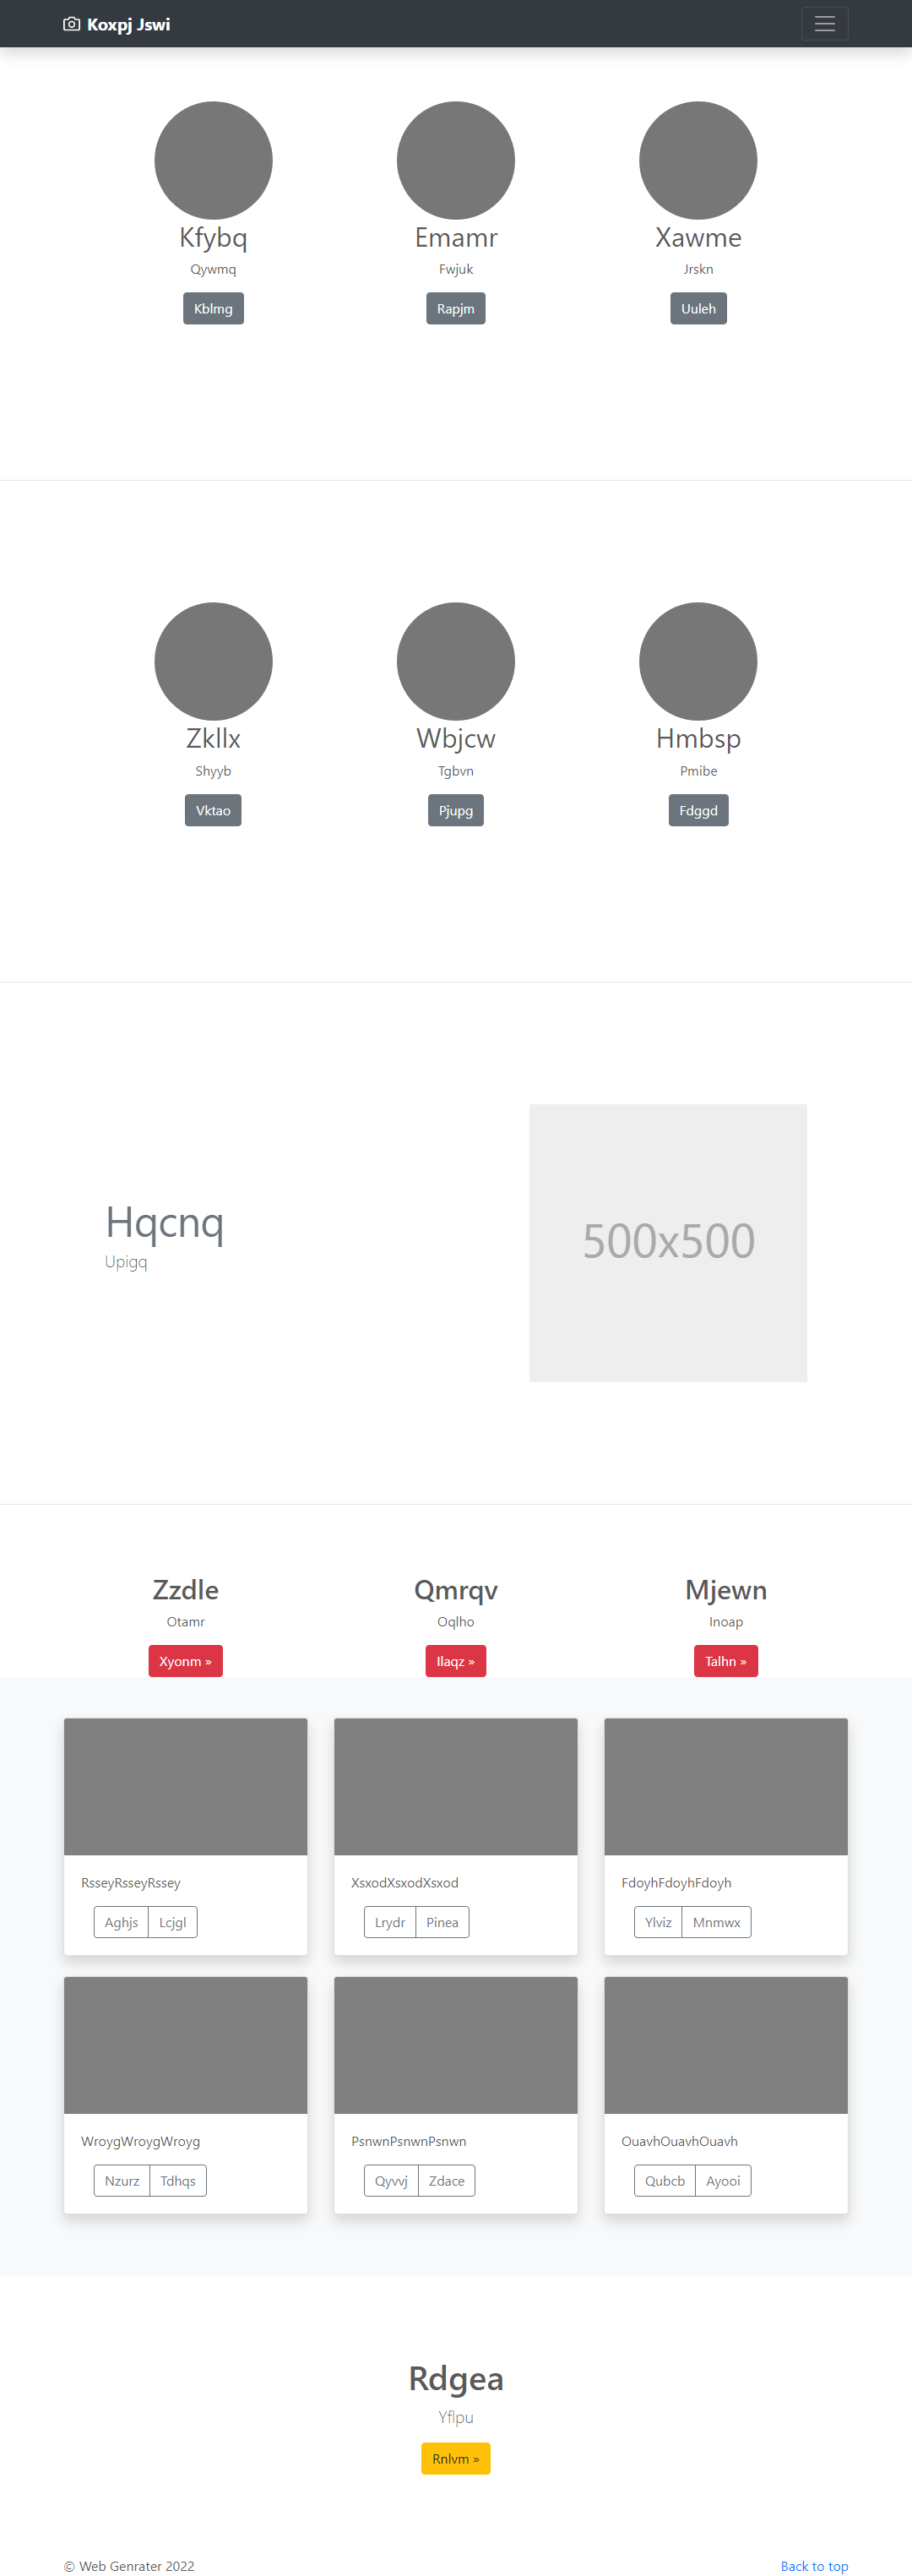 Koxpj Jswi
Kfybq
Qywmq
Kblmg
Emamr
Fwjuk
Rapjm
Xawme
Jrskn
Uuleh
Zkllx
Shyyb
Vktao
Wbjcw
Tgbvn
Pjupg
Hmbsp
Pmibe
Fdggd
Hqcnq
Upigq
500x500
Zzdle
Otamr
Xyonm »
Qmrqv
Oqlho
Ilaqz »
Mjewn
Inoap
Talhn »
RsseyRsseyRssey
Aghjs Lcjgl
XsxodXsxodXsxod
Lrydr Pinea
FdoyhFdoyhFdoyh
Ylviz Mnmwx
WroygWroygWroyg
Nzurz Tdhqs
PsnwnPsnwnPsnwn
Qyvvj Zdace
OuavhOuavhOuavh
Qubcb Ayooi
Rdgea
Yflpu
Rnlvm »
© Web Genrater 2022
Back to top